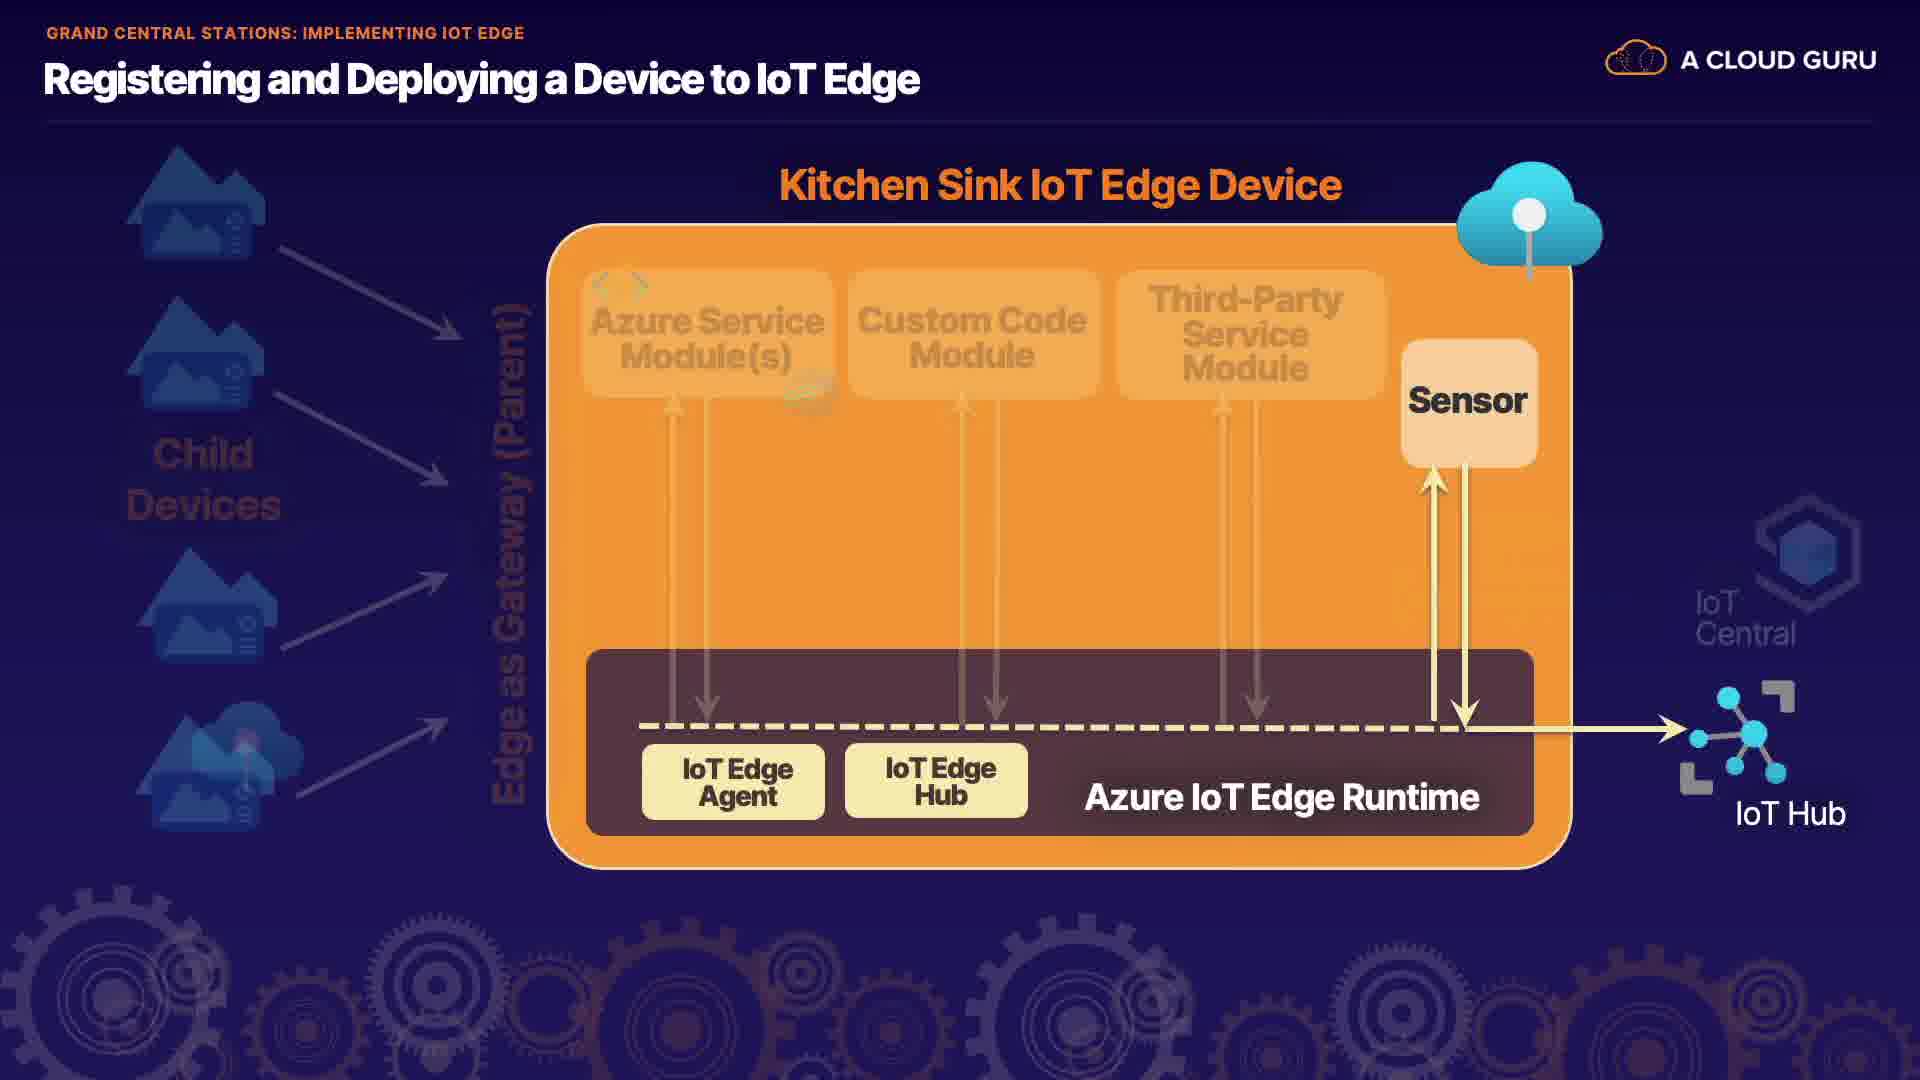 GRAND CENTRAL STATIONS: IMPLEMENTING IOT EDGE
Registering and Deploying a Device to IoT Edge
A CLOUD GURU
Kitchen Sink IoT Edge Device
Azure Service
Module(s)
Custom Code
Module
Third-Party
Service
Module
Sensor
Child
Devices
Edge as Gateway (Parent)
IoT
Central
IoT Edge
Agent
IoT Edge
Hub
Azure IoT Edge Runtime
IoT Hub